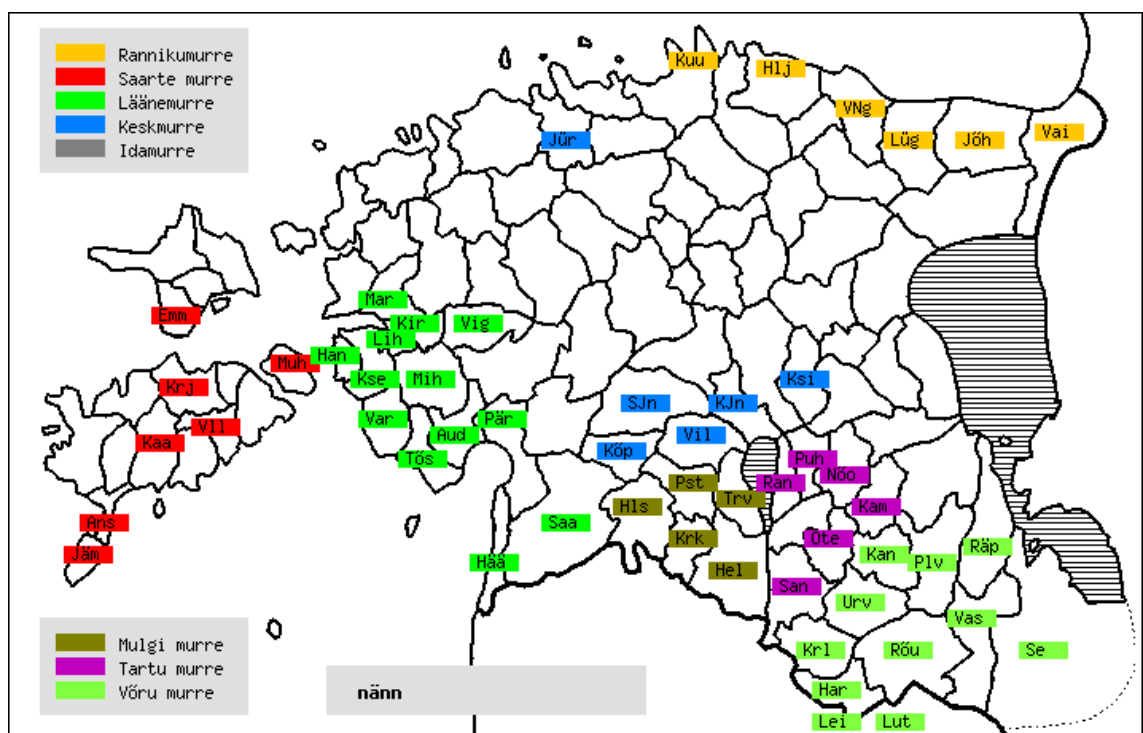 Rannikumurre
Saarte murre
Läänemurre
Keskmurre
Idamurre
Kuu
Hlj
VNg
Lüg
Jõh
Vai
Jür
Emm
Mar
Kir
Vig
Lih
Han
Muh
Kse
Mih
Krj
Vll
Kaa
Var
Aud
Pär
Tõs
Ans
Jäm
Saa
Hää
Ksi
SJn
KJn
Vil
Kõp
Puh
Nõo
Pst
Trv
Ran
Kam
Hls
Krk
Hel
Ote
San
Kan
Plv
Räp
Urv
Vas
Krl
Rõu
Se
Har
Lei
Lut
Mulgi murre
Tartu murre
Võru murre
nänn